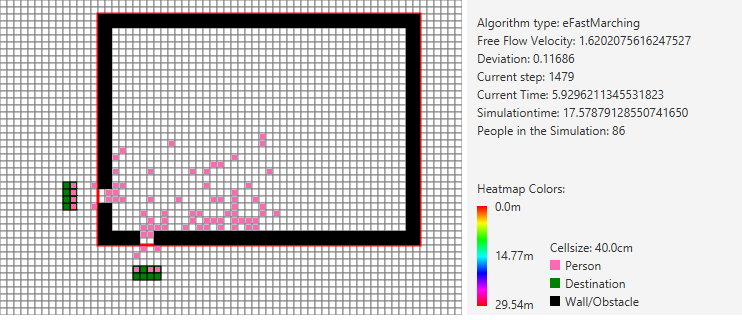 Algorithm type: eFastMarching
Free Flow Velocity: 1.6202075616247527
Deviation: 0.11686
Current step: 1479
Current Time: 5.9296211345531823
Simulationtime: 17.57879128550741650
People in the Simulation: 86
Heatmap Colors:
0.0m
14.77m
29.54m
Cellsize: 40.0cm
Person
Destination
Wall/Obstacle